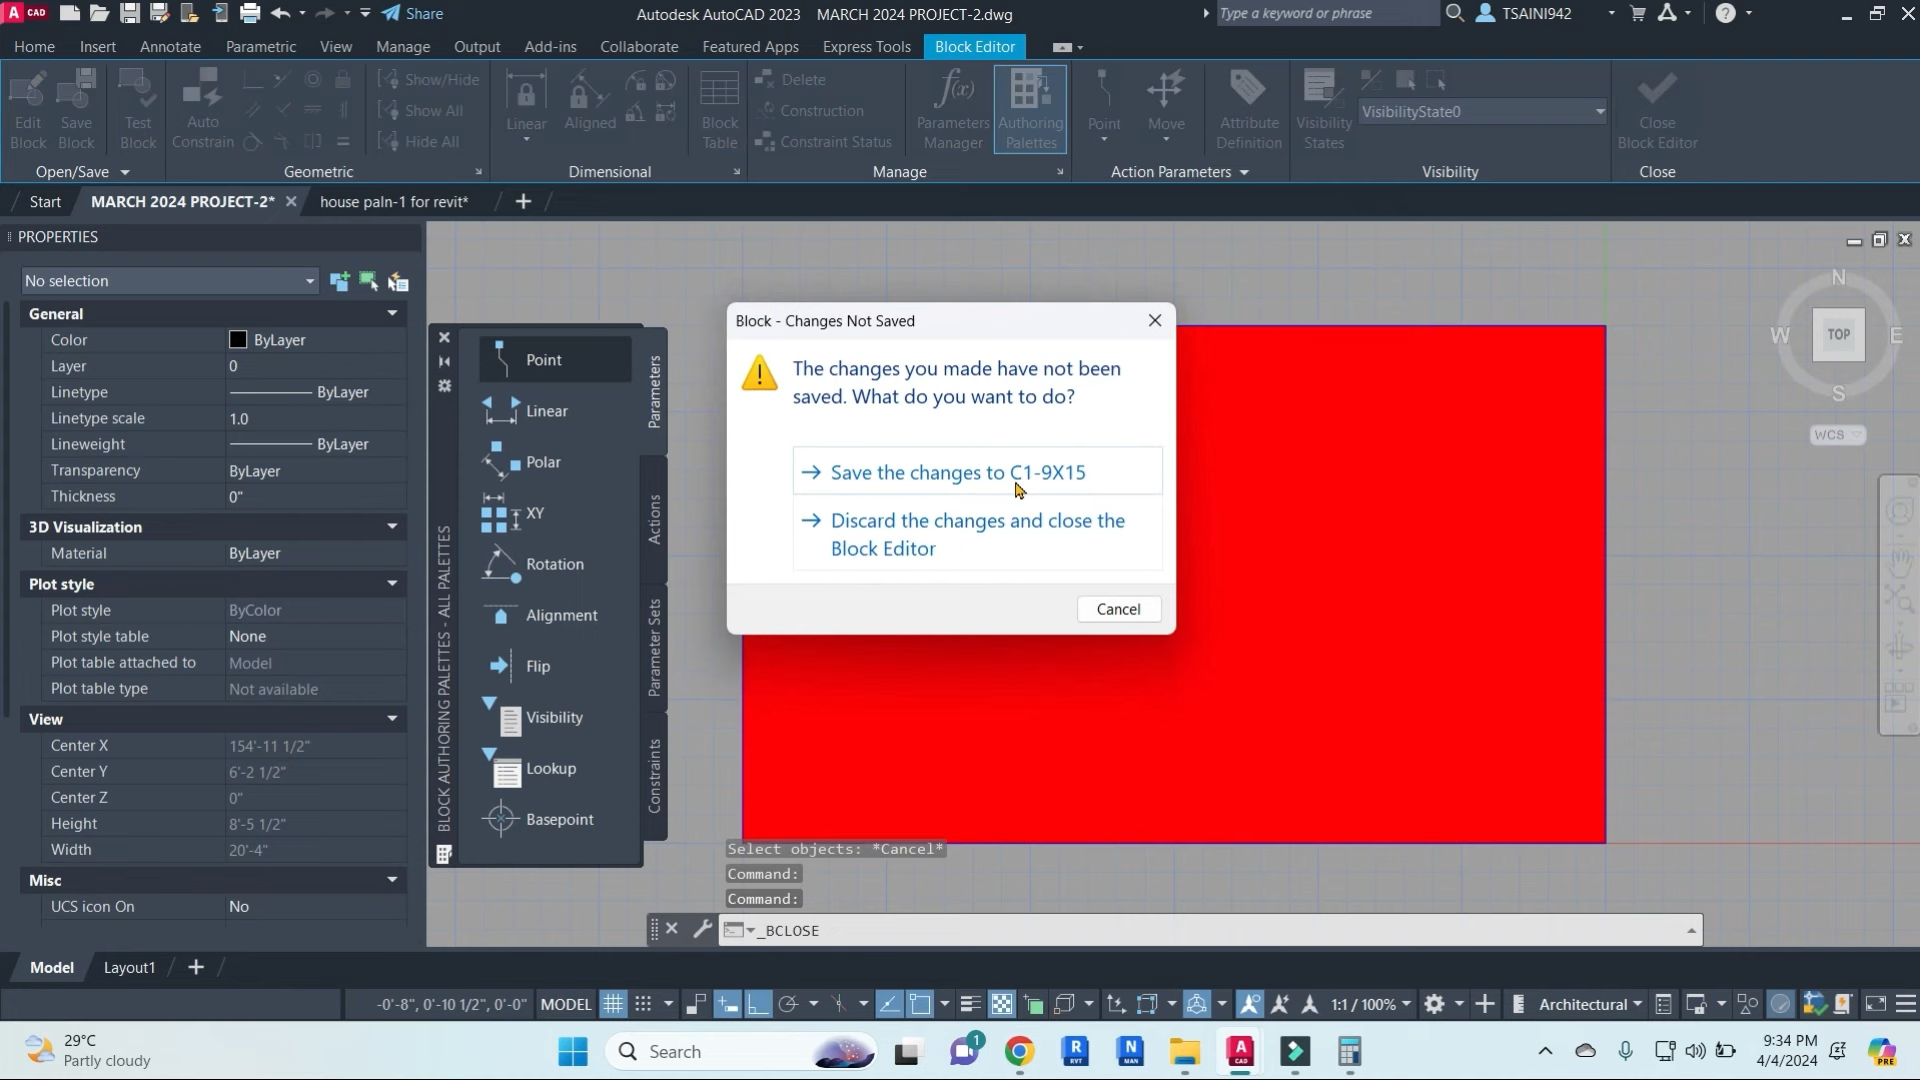 CAD
Share
Autodesk AutoCAD 2023 MARCH 2024 PROJECT-2.dwg
Type a keyword or phrase
TSAINI942
Home Insert Annotate Parametric View Manage Output Add-ins Collaborate Featured Apps Express Tools Block Editor
Edit Block
Save Block
Test Block
Auto Constrain
Show/Hide
Show All
Hide All
Linear
Aligned
Block Table
Delete
Construction
Constraint Status
Parameters Manager
Authoring Palettes
Point
Move
Attribute Definition
Visibility States
VisibilityState0
Close Block Editor
Open/Save Geometric Dimensional Manage Action Parameters Visibility Close
Start MARCH 2024 PROJECT-2* house paln-1 for revit*
PROPERTIES
No selection
General
Color ByLayer
Layer 0
Linetype ByLayer
Linetype scale 1.0
Lineweight ByLayer
Transparency ByLayer
Thickness 0"
3D Visualization
Material ByLayer
Plot style
Plot style ByColor
Plot style table None
Plot table attached to Model
Plot table type Not available
View
Center X 154'-11 1/2"
Center Y 6'-2 1/2"
Center Z 0"
Height 8'-5 1/2"
Width 20'-4"
Misc
UCS icon On No
BLOCK AUTHORING PALETTES - ALL PALETTES
Point
Linear
Polar
XY
Rotation
Alignment
Flip
Visibility
Lookup
Basepoint
Parameters
Actions
Parameter Sets
Constraints
Block - Changes Not Saved
The changes you made have not been
saved. What do you want to do?
Save the changes to C1-9X15
Discard the changes and close the
Block Editor
Cancel
N
W TOP E
S
WCS
Select objects: *Cancel*
Command:
Command:
_BCLOSE
Model Layout1
-0'-8", 0'-10 1/2", 0'-0" MODEL 1:1 / 100% Architectural
29°C
Partly cloudy
Search
1
RVT
MAN
CAD
9:34 PM
4/4/2024
PRE